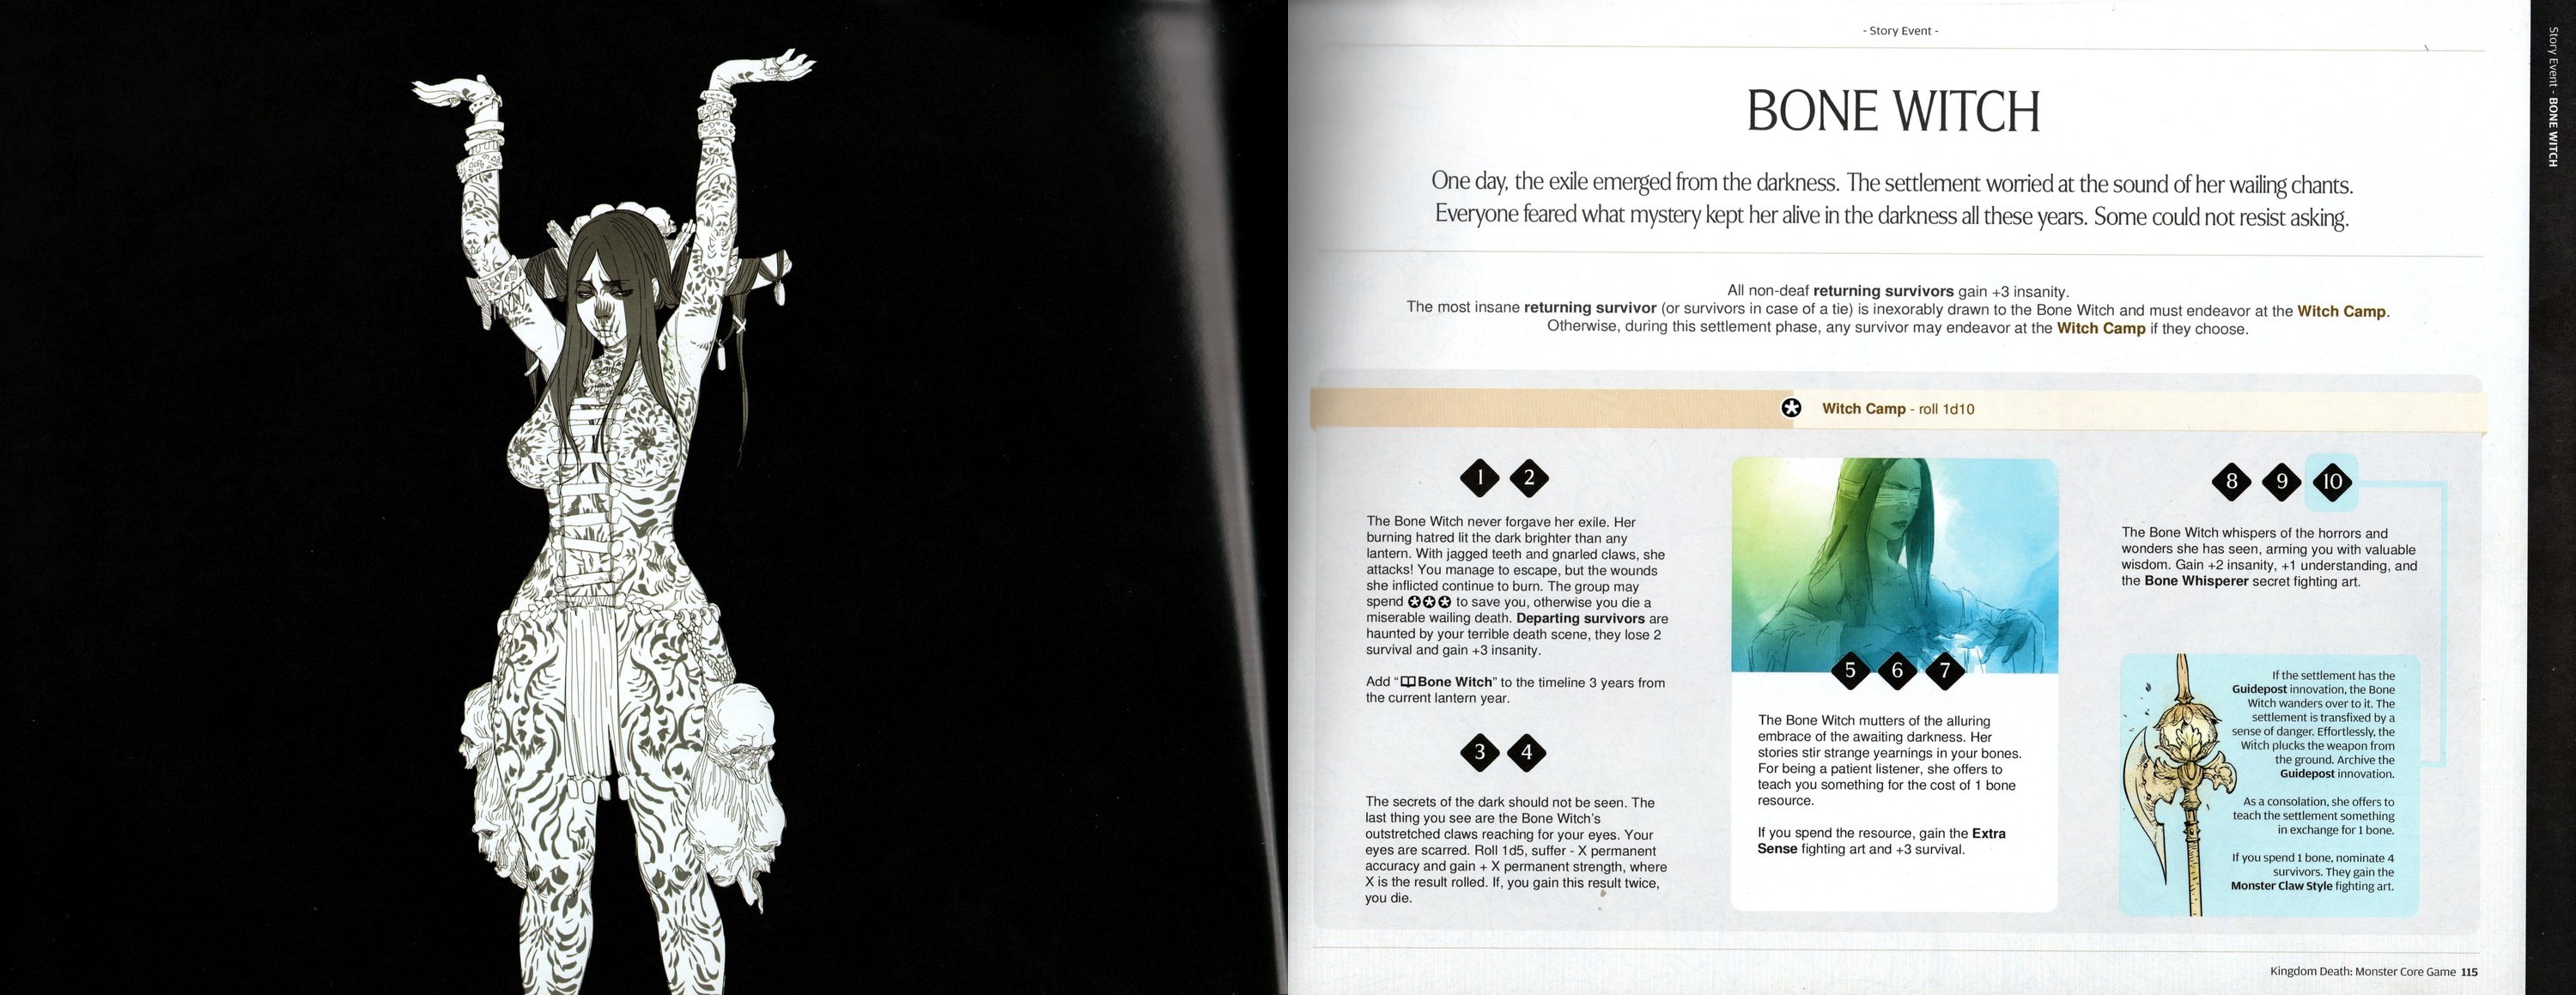 - Story Event -
Story Event - BONE WITCH
BONE WITCH
One day, the exile emerged from the darkness. The settlement worried at the sound of her wailing chants.
Everyone feared what mystery kept her alive in the darkness all these years. Some could not resist asking.
All non-deaf returning survivors gain +3 insanity.
The most insane returning survivor (or survivors in case of a tie) is inexorably drawn to the Bone Witch and must endeavor at the Witch Camp.
Otherwise, during this settlement phase, any survivor may endeavor at the Witch Camp if they choose.
Witch Camp - roll 1d10
1 2
The Bone Witch never forgave her exile. Her
burning hatred lit the dark brighter than any
lantern. With jagged teeth and gnarled claws, she
attacks! You manage to escape, but the wounds
she inflicted continue to burn. The group may
spend ✪✪✪ to save you, otherwise you die a
miserable wailing death. Departing survivors are
haunted by your terrible death scene, they lose 2
survival and gain +3 insanity.
Add “Bone Witch” to the timeline 3 years from
the current lantern year.
3 4
The secrets of the dark should not be seen. The
last thing you see are the Bone Witch's
outstretched claws reaching for your eyes. Your
eyes are scarred. Roll 1d5, suffer - X permanent
accuracy and gain + X permanent strength, where
X is the result rolled. If, you gain this result twice,
you die.
5 6 7
The Bone Witch mutters of the alluring
embrace of the awaiting darkness. Her
stories stir strange yearnings in your bones.
For being a patient listener, she offers to
teach you something for the cost of 1 bone
resource.
If you spend the resource, gain the Extra
Sense fighting art and +3 survival.
8 9 10
The Bone Witch whispers of the horrors and
wonders she has seen, arming you with valuable
wisdom. Gain +2 insanity, +1 understanding, and
the Bone Whisperer secret fighting art.
If the settlement has the
Guidepost innovation, the Bone
Witch wanders over to it. The
settlement is transfixed by a
sense of danger. Effortlessly, the
Witch plucks the weapon from
the ground. Archive the
Guidepost innovation.
As a consolation, she offers to
teach the settlement something
in exchange for 1 bone.
If you spend 1 bone, nominate 4
survivors. They gain the
Monster Claw Style fighting art.
Kingdom Death: Monster Core Game 115